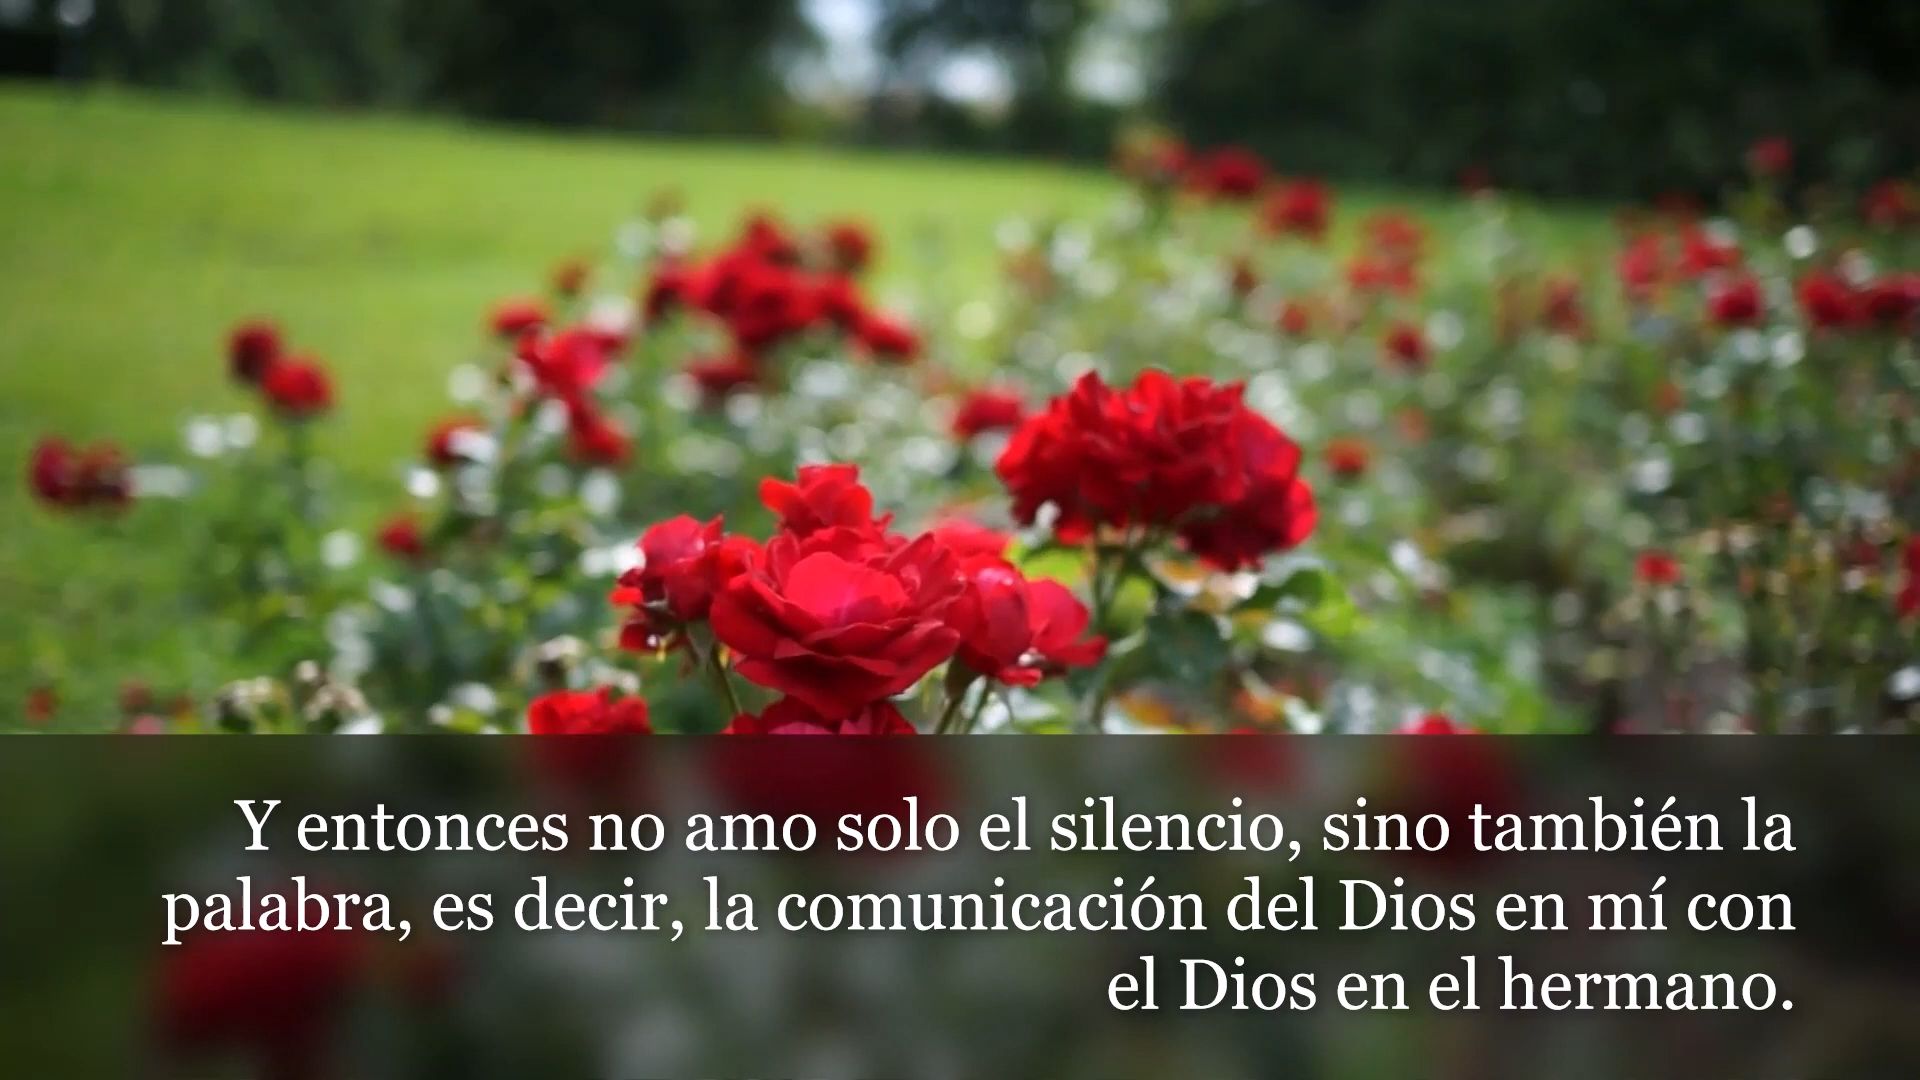 Y entonces no amo solo el silencio, sino también la
palabra, es decir, la comunicación del Dios en mí con
el Dios en el hermano.